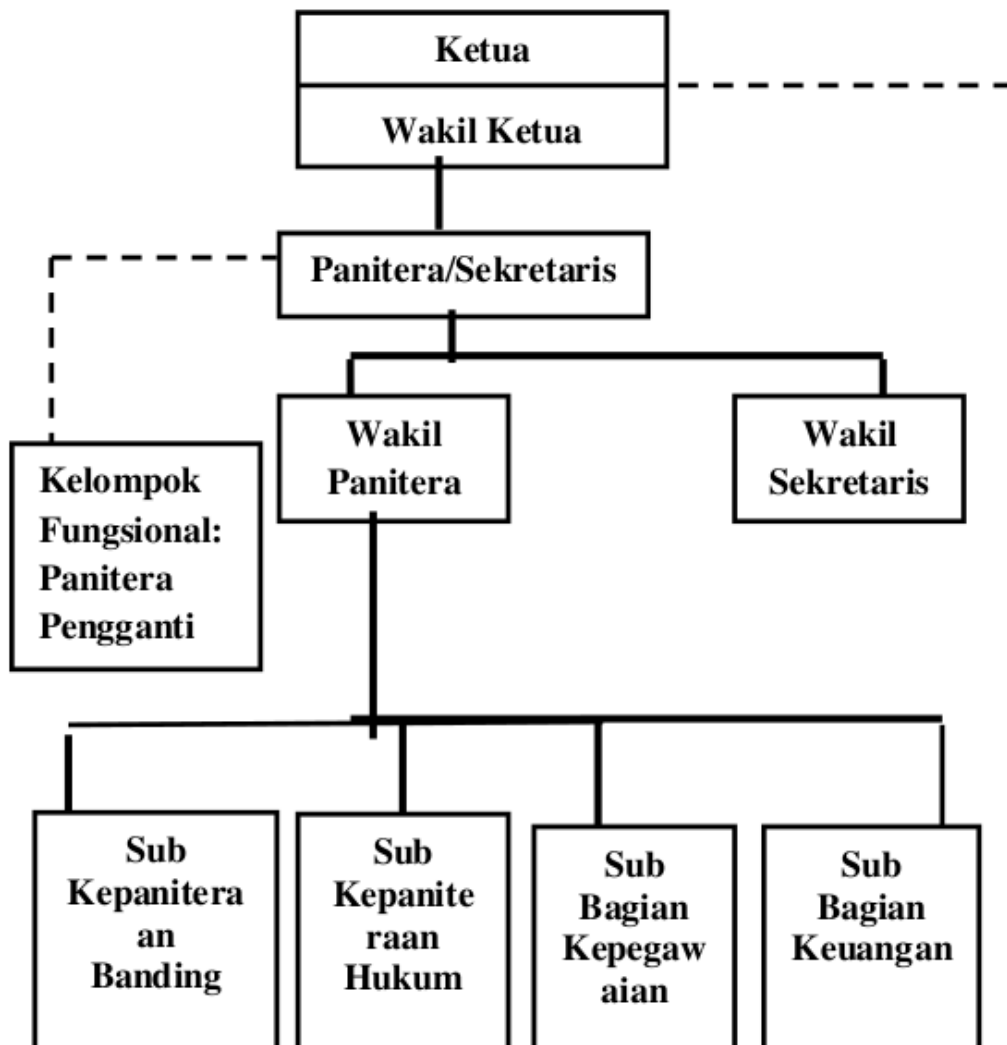 Ketua
Wakil Ketua
Panitera/Sekretaris
Wakil
Panitera
Wakil
Sekretaris
Kelompok
Fungsional:
Panitera
Pengganti
Sub
Kepanitera
an
Banding
Sub
Kepanite
raan
Hukum
Sub
Bagian
Kepegaw
aian
Sub
Bagian
Keuangan